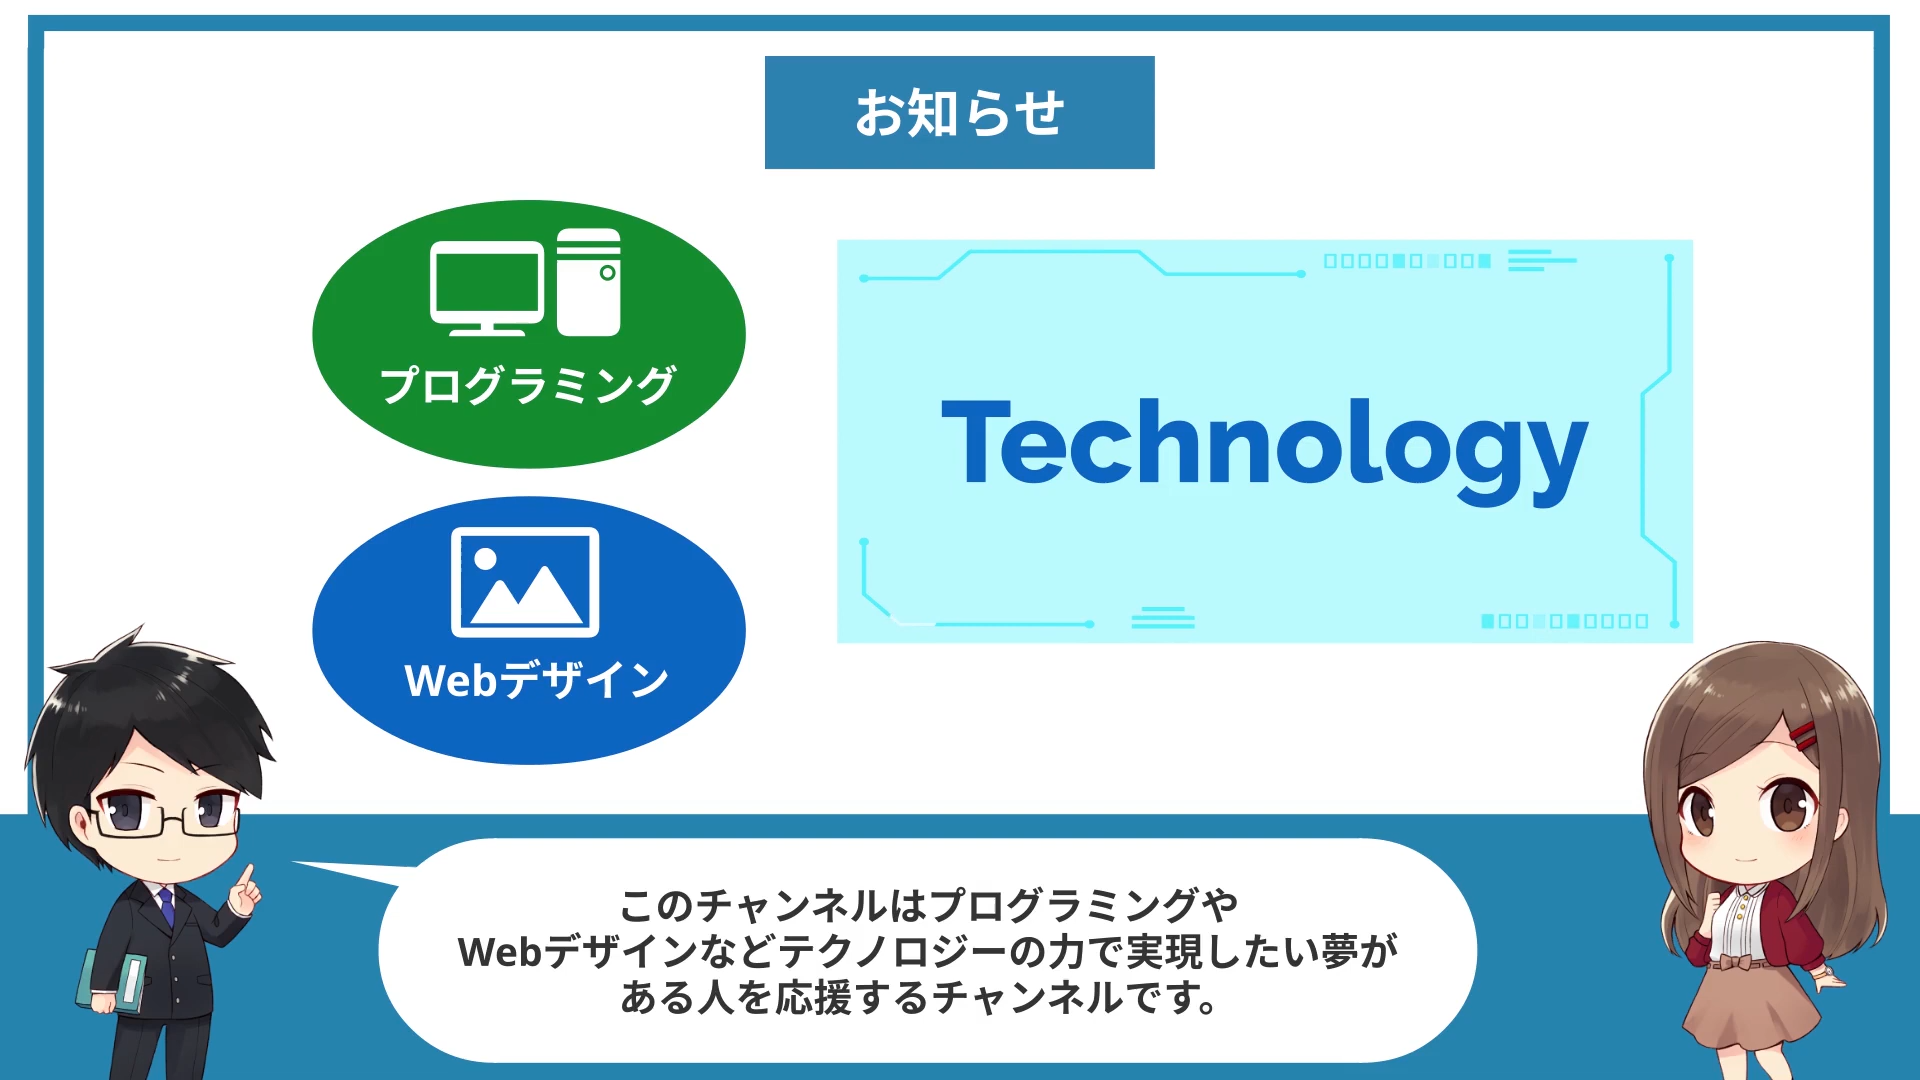 お知らせ
プログラミング
Technology
Webデザイン
このチャンネルはプログラミングや
Webデザインなどテクノロジーの力で実現したい夢が
ある人を応援するチャンネルです。